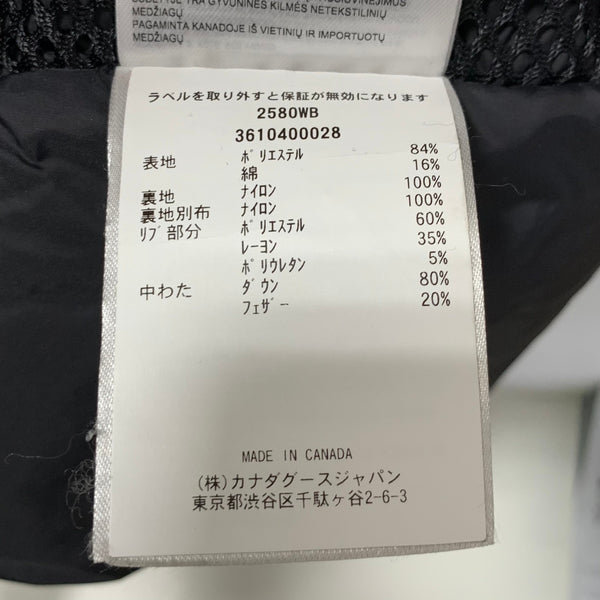 PAGAMINTA KANADOJE IŠ VIETINIŲ IR IMPORTUOTŲ
MEDŽIAGŲ
ラベルを取り外すと保証が無効になります
2580WB
3610400028
表地 ポリエステル 84%
綿 16%
裏地 ナイロン 100%
裏地別布 ナイロン 100%
リブ部分 ポリエステル 60%
レーヨン 35%
ポリウレタン 5%
中わた ダウン 80%
フェザー 20%
MADE IN CANADA
(株)カナダグースジャパン
東京都渋谷区千駄ヶ谷2-6-3